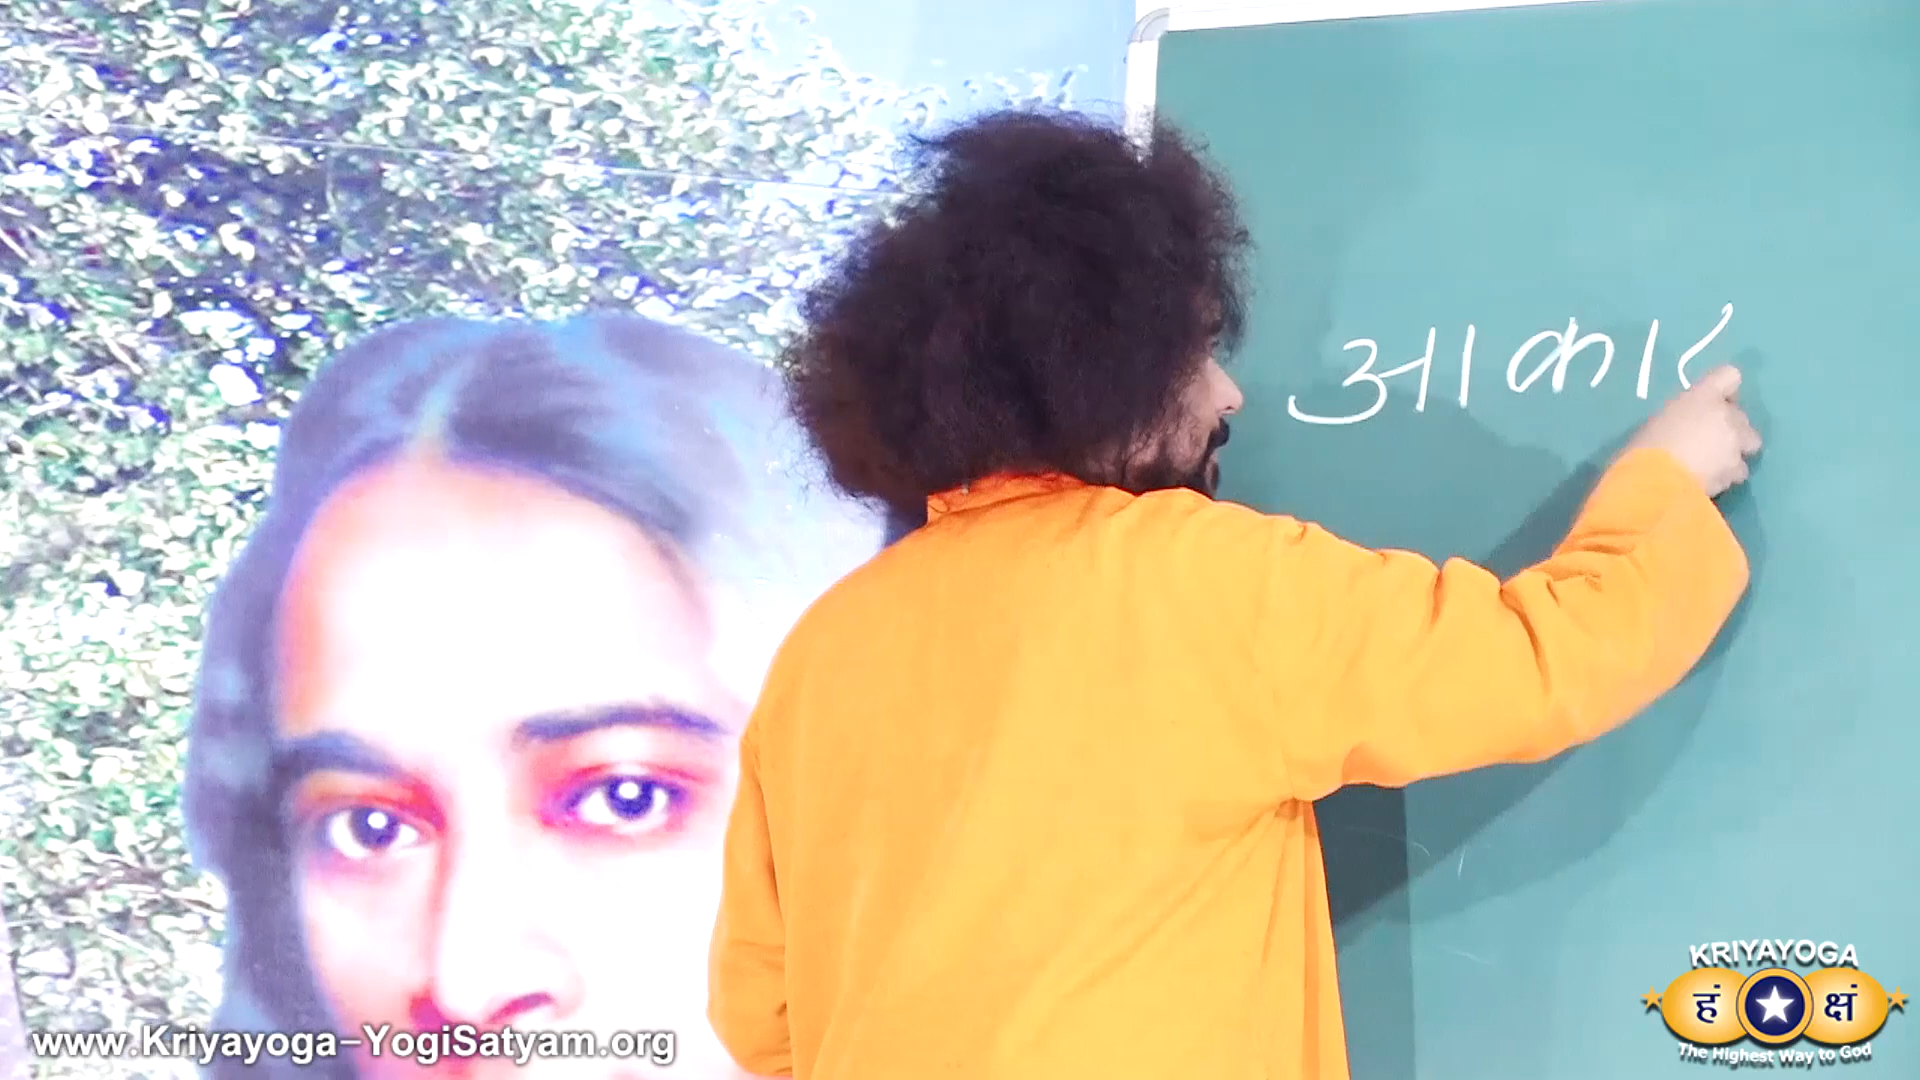 आकार
www.Kriyayoga-YogiSatyam.org
KRIYAYOGA
हं क्षं
The Highest Way to God